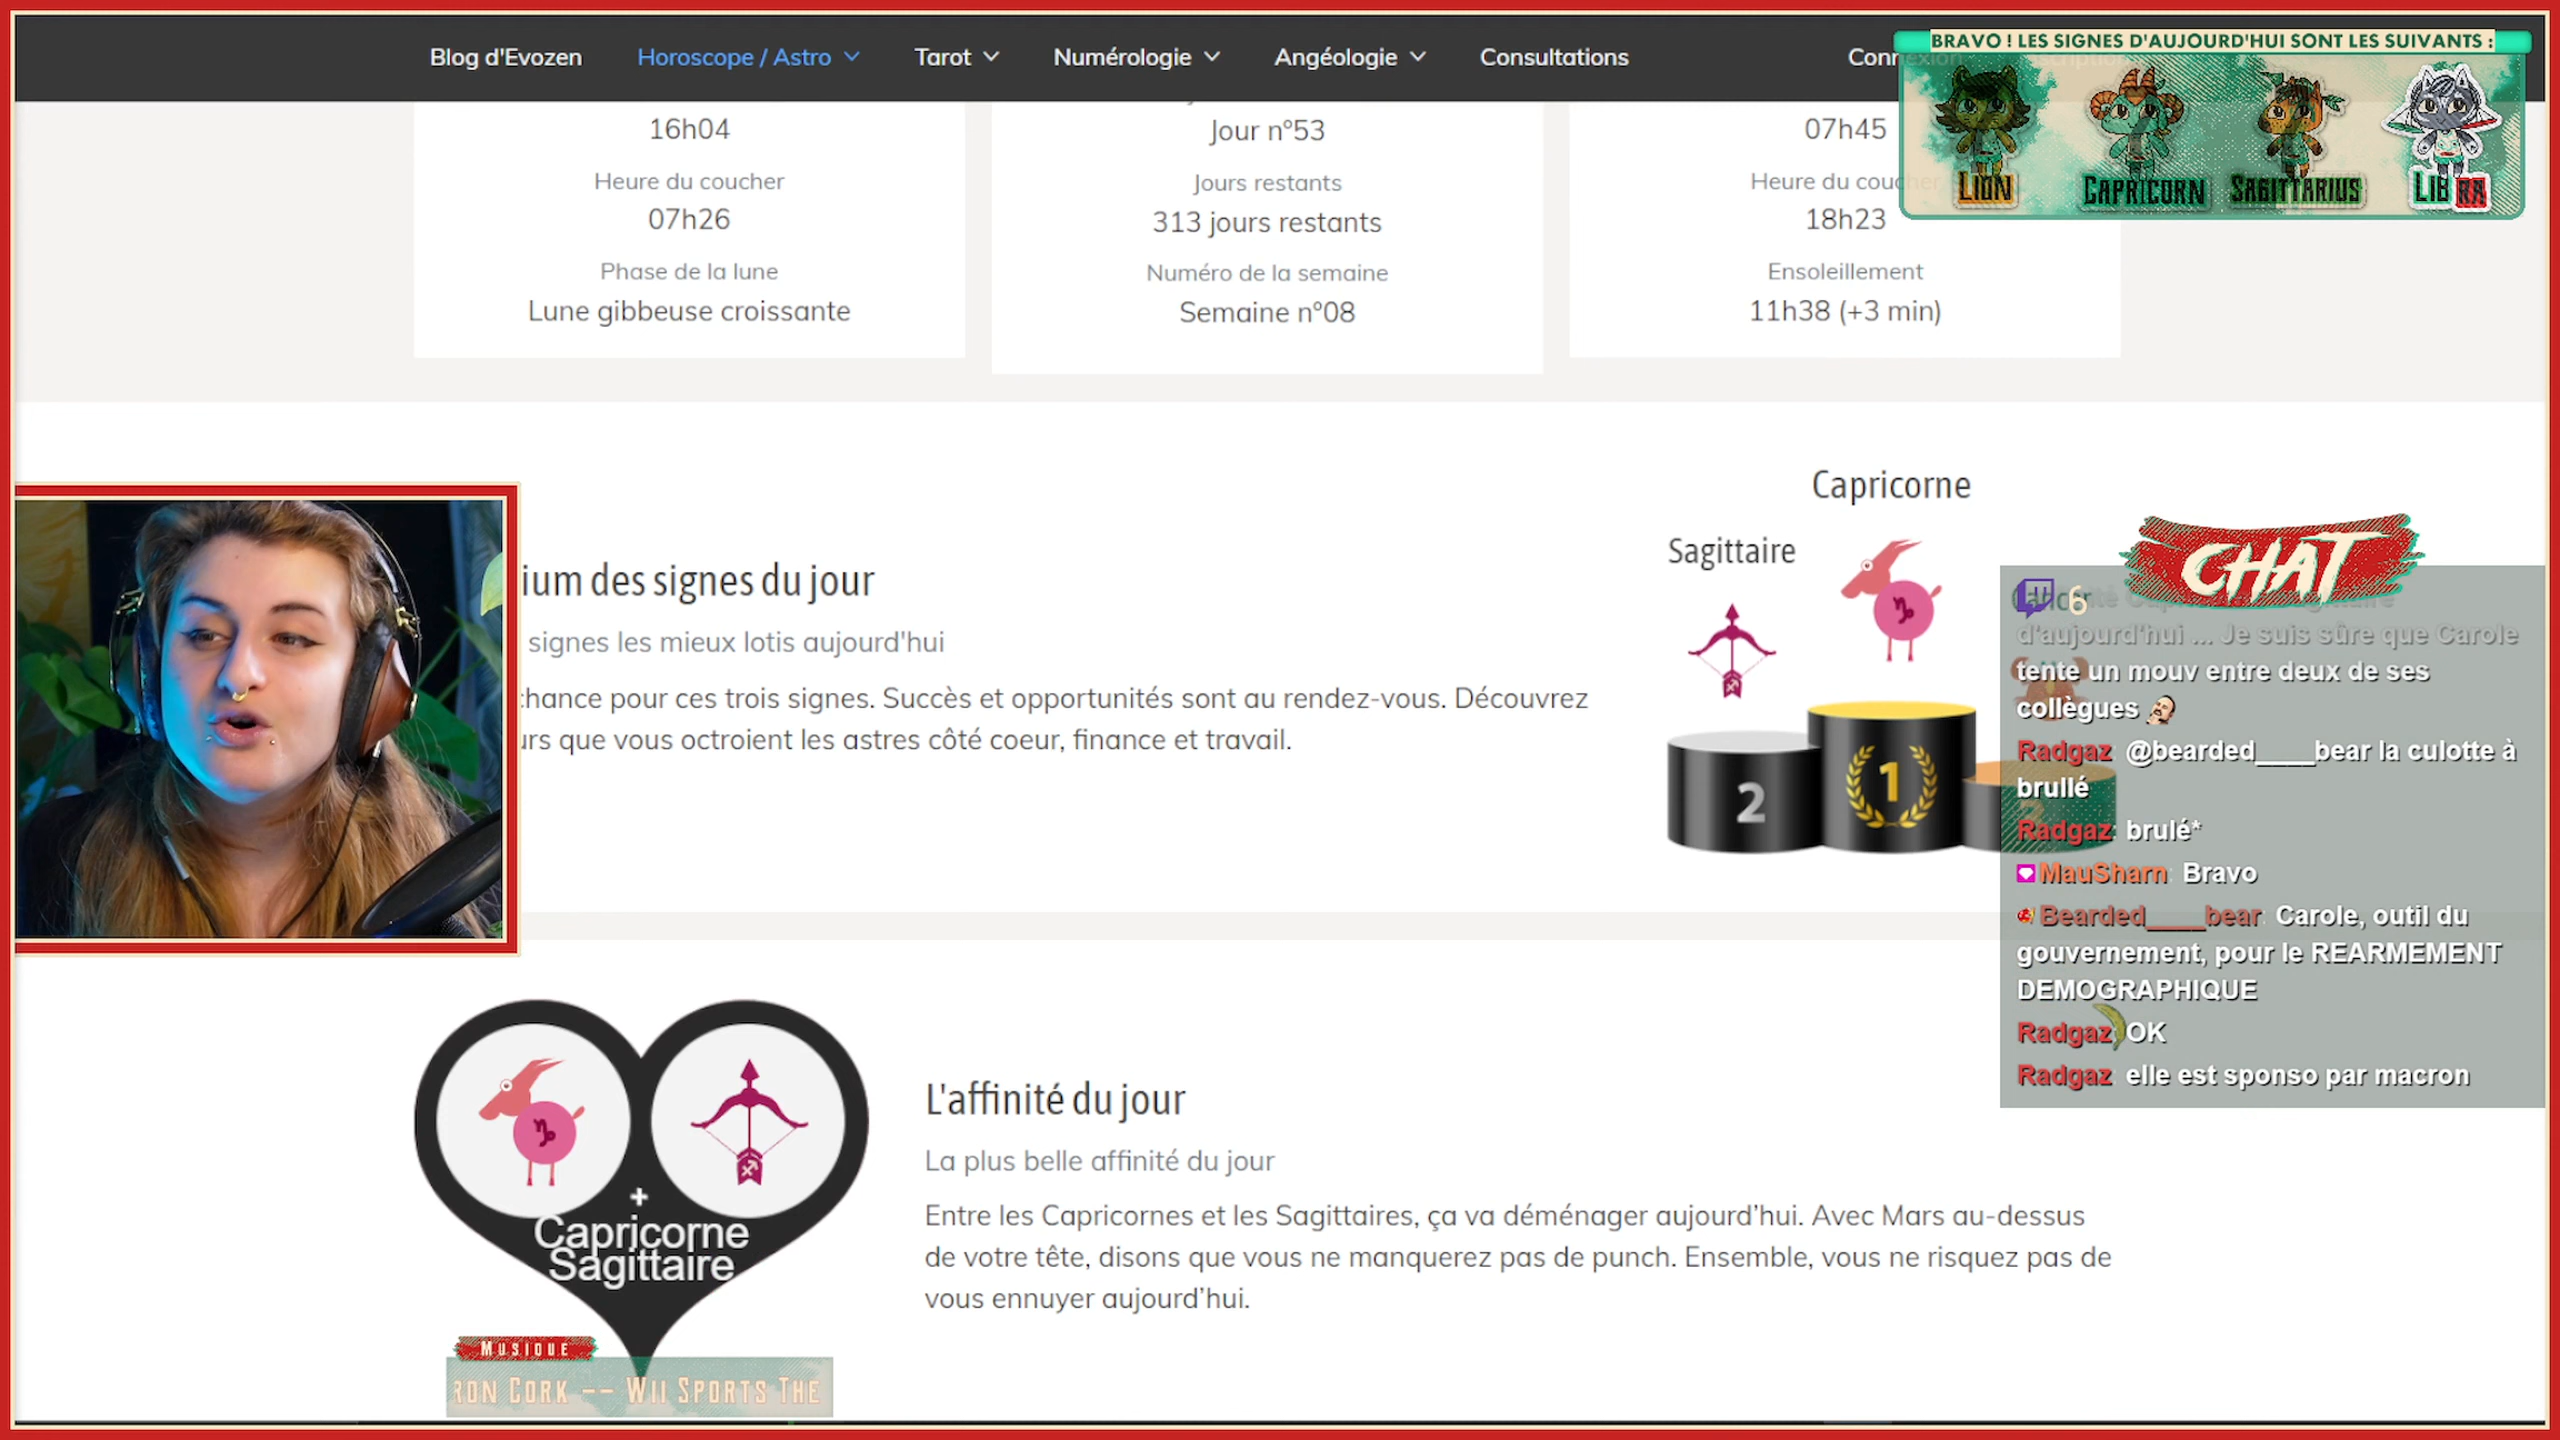 Blog d'Evozen
Horoscope / Astro
Tarot
Numérologie
Angéologie
Consultations
BRAVO ! LES SIGNES D'AUJOURD'HUI SONT LES SUIVANTS :
LION
CAPRICORN
SAGITTARIUS
LIBRA
16h04
Heure du coucher
07h26
Phase de la lune
Lune gibbeuse croissante
Jour n°53
Jours restants
313 jours restants
Numéro de la semaine
Semaine n°08
07h45
Heure du coucher
18h23
Ensoleillement
11h38 (+3 min)
ium des signes du jour
signes les mieux lotis aujourd'hui
chance pour ces trois signes. Succès et opportunités sont au rendez-vous. Découvrez
urs que vous octroient les astres côté coeur, finance et travail.
Capricorne
Sagittaire
2
1
CHAT
6
d'aujourd'hui ... Je suis sûre que Carole
tente un mouv entre deux de ses
collègues
Radgaz: @bearded____bear la culotte à
brullé
Radgaz: brulé*
MauSharn: Bravo
Bearded____bear: Carole, outil du
gouvernement, pour le REARMEMENT
DEMOGRAPHIQUE
Radgaz: OK
Radgaz: elle est sponso par macron
+
Capricorne
Sagittaire
L'affinité du jour
La plus belle affinité du jour
Entre les Capricornes et les Sagittaires, ça va déménager aujourd’hui. Avec Mars au-dessus
de votre tête, disons que vous ne manquerez pas de punch. Ensemble, vous ne risquez pas de
vous ennuyer aujourd’hui.
MUSIQUE
RON CORK -- WII SPORTS THE